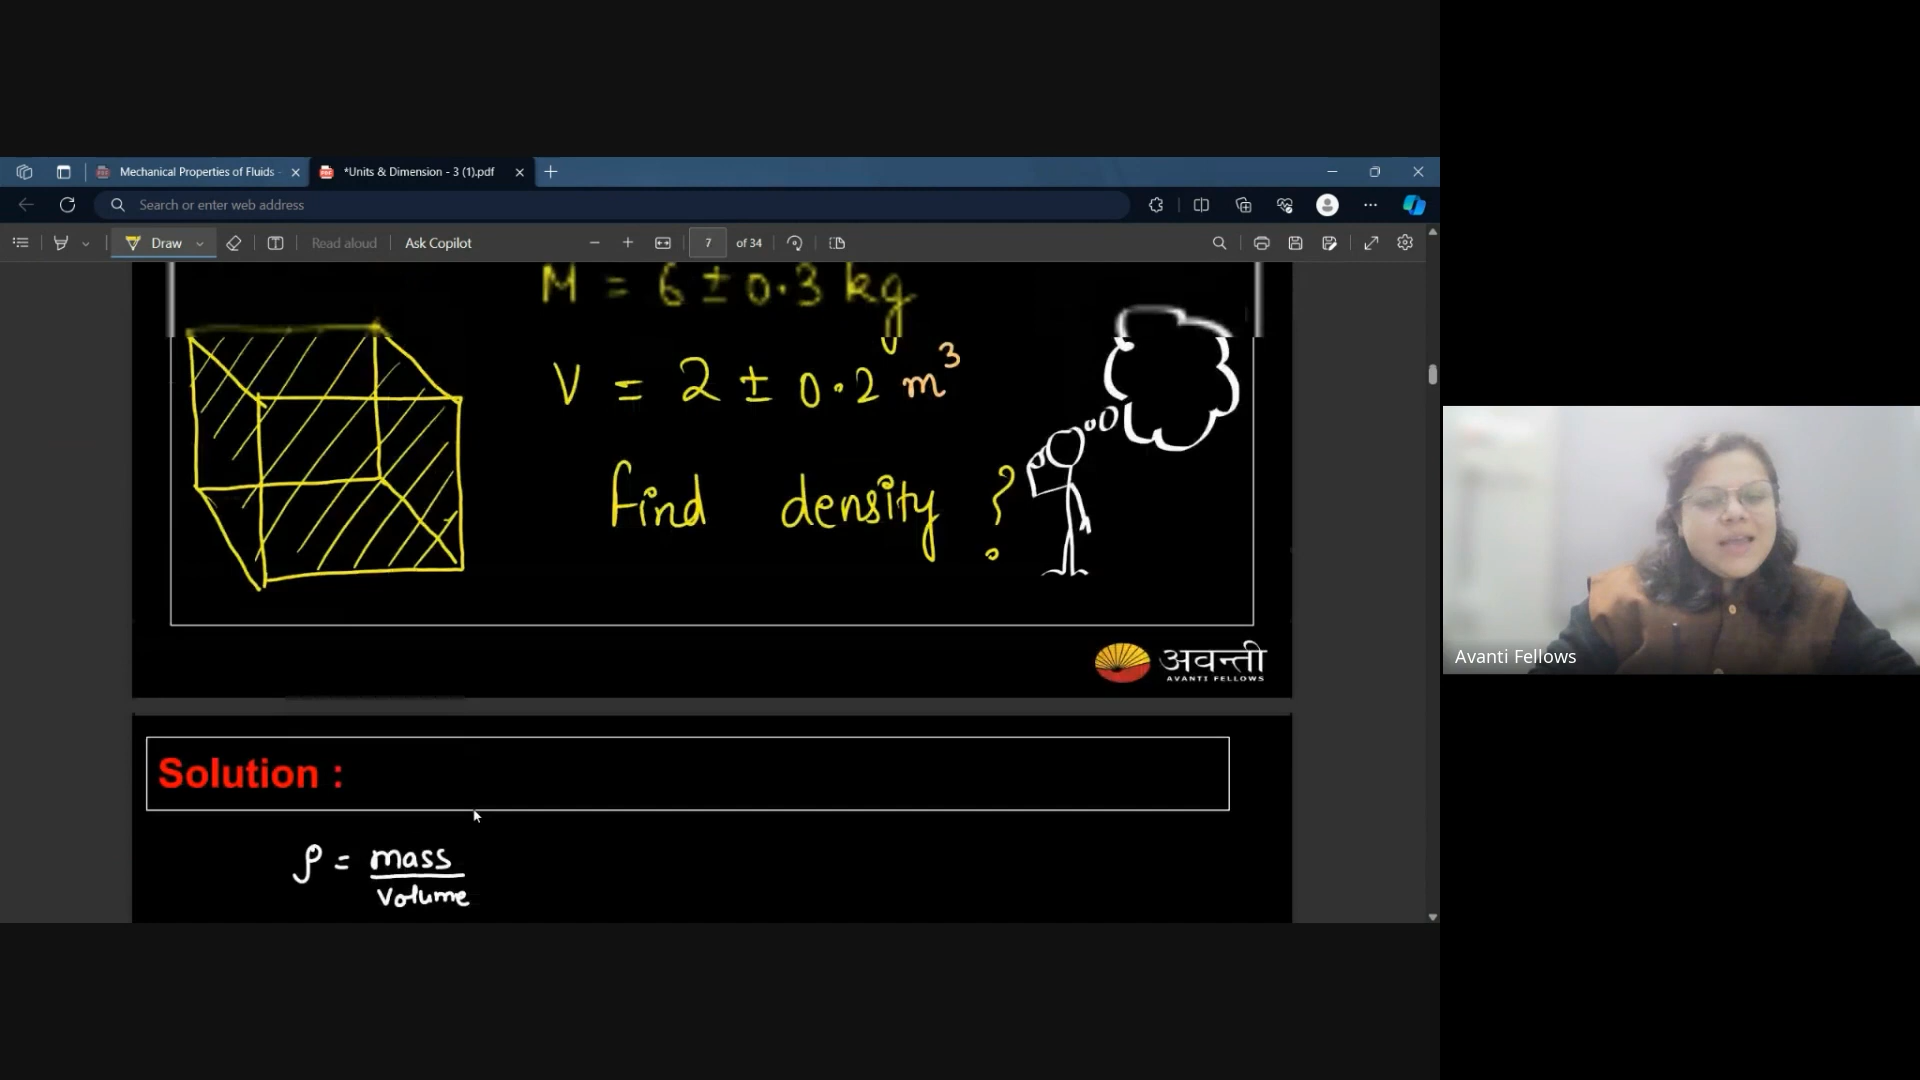 Mechanical Properties of Fluids -
*Units & Dimension - 3 (1).pdf
Search or enter web address
Draw
Read aloud
Ask Copilot
7 of 34
M = 6 ± 0.3 kg
V = 2 ± 0.2 m³
Find density ?
अवन्ती
AVANTI FELLOWS
Solution :
ρ = mass
volume
Avanti Fellows